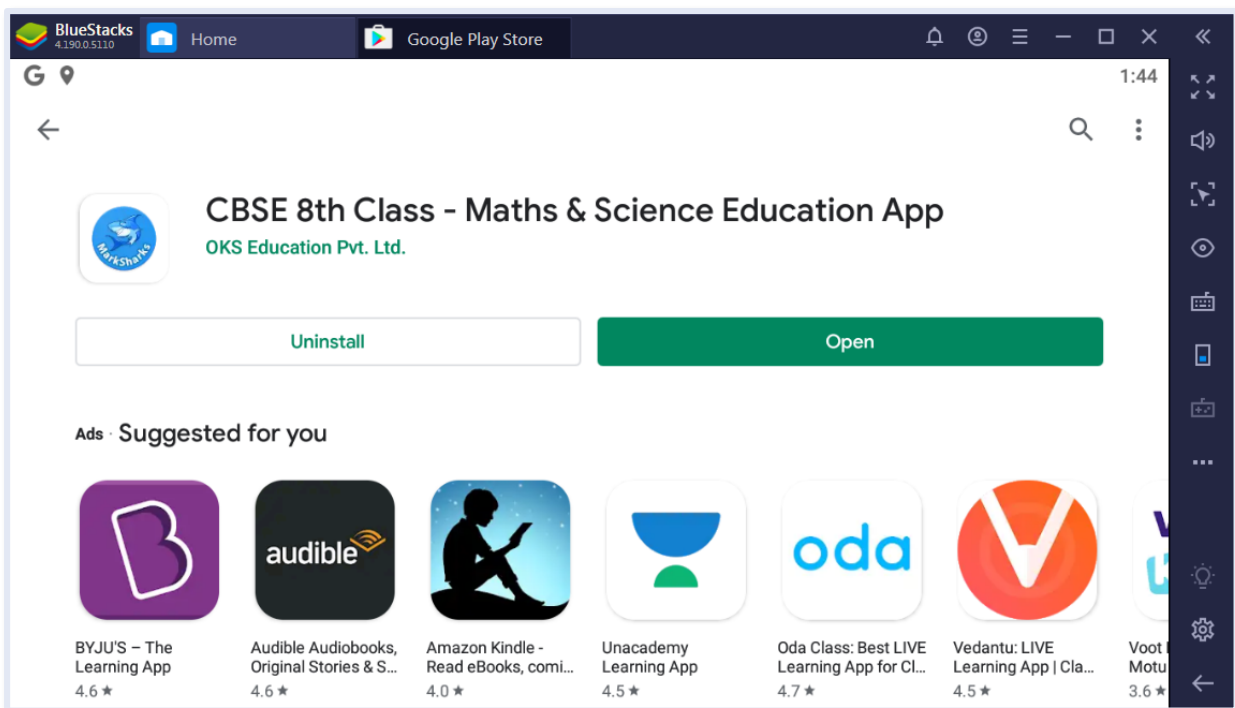 BlueStacks
4.190.0.5110
Home
Google Play Store
1:44
CBSE 8th Class - Maths & Science Education App
OKS Education Pvt. Ltd.
MarkSharks
Uninstall
Open
Ads · Suggested for you
audible
oda
BYJU'S – The
Learning App
4.6 ★
Audible Audiobooks,
Original Stories & S...
4.6 ★
Amazon Kindle -
Read eBooks, comi...
4.0 ★
Unacademy
Learning App
4.5 ★
Oda Class: Best LIVE
Learning App for Cl...
4.7 ★
Vedantu: LIVE
Learning App | Cla...
4.5 ★
Voot
Motu
3.6 ★